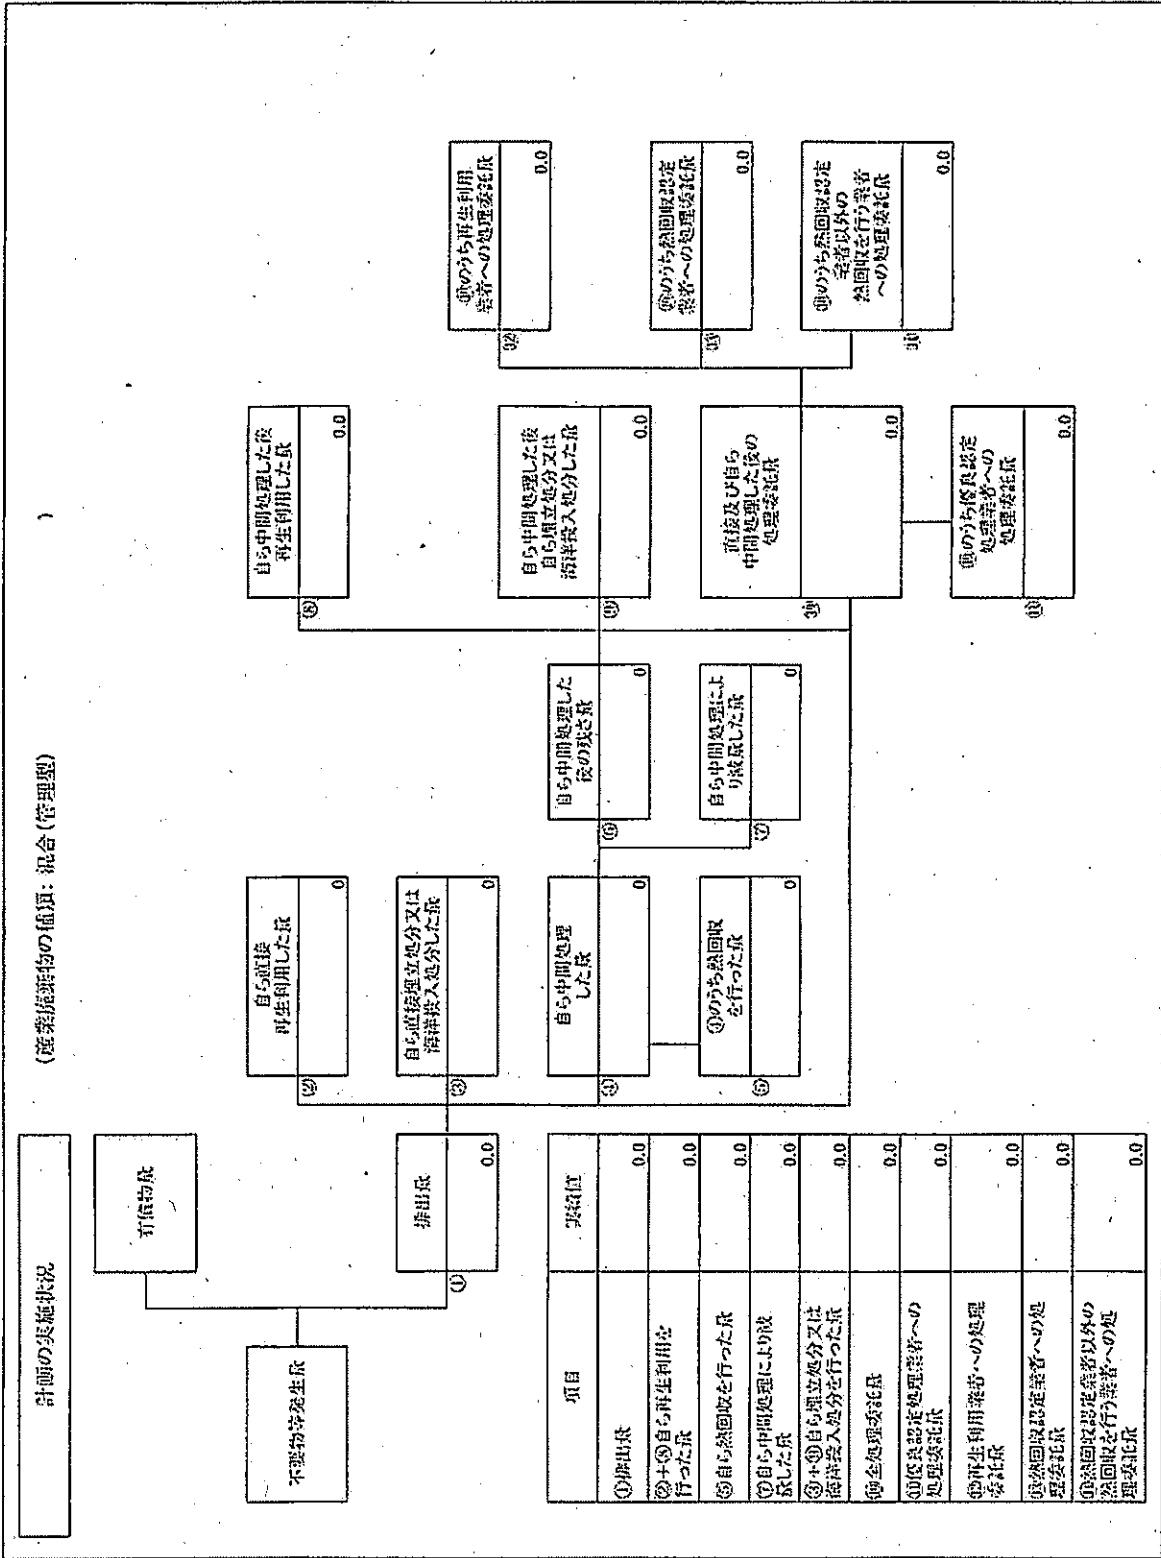 計画の実施状況
(産業廃棄物の種類: 混合(管理型)
)
有価物量
不要物等発生量
①
排出量
0.0
②
自ら直接
再生利用した量
0
③
自ら直接埋立処分又は
海洋投入処分した量
0
④
自ら中間処理
した量
0
⑤
④のうち熱回収
を行った量
0
⑥
自ら中間処理した
後の残さ量
0
⑦
自ら中間処理によ
り減量した量
0
⑧
自ら中間処理した後
再生利用した量
0.0
⑨
自ら中間処理した後
自ら埋立処分又は
海洋投入処分した量
0.0
⑩
直接及び自ら
中間処理した後の
処理委託量
0.0
⑪
⑩のうち優良認定
処理業者への
処理委託量
0.0
⑫
⑩のうち再生利用
業者への処理委託量
0.0
⑬
⑩のうち熱回収認定
業者への処理委託量
0.0
⑭
⑩のうち熱回収認定
業者以外の
熱回収を行う業者
への処理委託量
0.0
項目 実績値
①排出量 0.0
②+⑧自ら再生利用を
行った量 0.0
⑤自ら熱回収を行った量 0.0
⑦自ら中間処理により減
量した量 0.0
③+⑨自ら埋立処分又は
海洋投入処分を行った量 0.0
⑩全処理委託量 0.0
⑪優良認定処理業者への
処理委託量 0.0
⑫再生利用業者への処理
委託量 0.0
⑬熱回収認定業者への処
理委託量 0.0
⑭熱回収認定業者以外の
熱回収を行う業者への処
理委託量 0.0